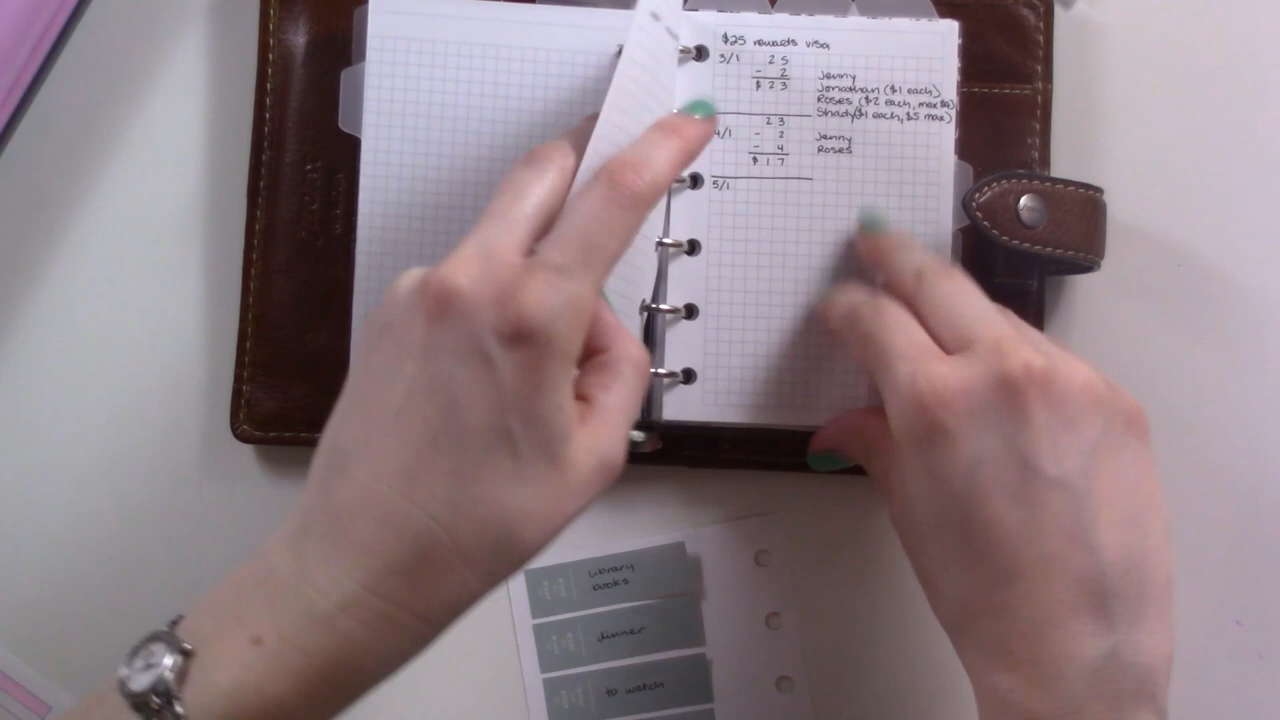 $25 rewards visa
3/1 25
- 2 Jenny
$ 23 Jonathan ($1 each)
Roses ($2 each, max $4)
Shady ($1 each, $5 max)
23
4/1 - 2 Jenny
- 4 Roses
$ 17
5/1
library
books
dinner
to watch